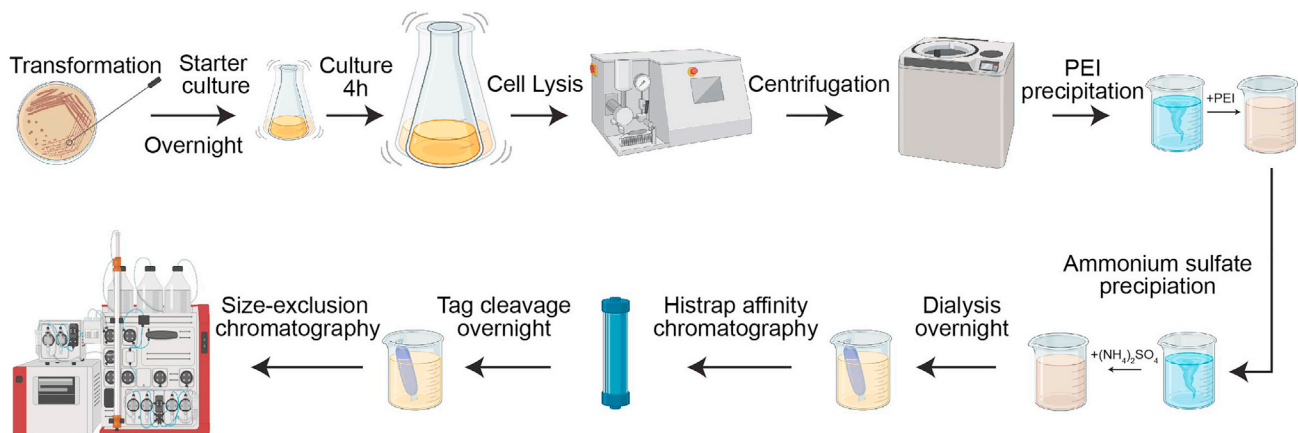 Transformation
Starter
culture
Overnight
Culture
4h
Cell Lysis
Centrifugation
PEI
precipitation
+PEI
Ammonium sulfate
precipiation
+(NH₄)₂SO₄
Dialysis
overnight
Histrap affinity
chromatography
Tag cleavage
overnight
Size-exclusion
chromatography